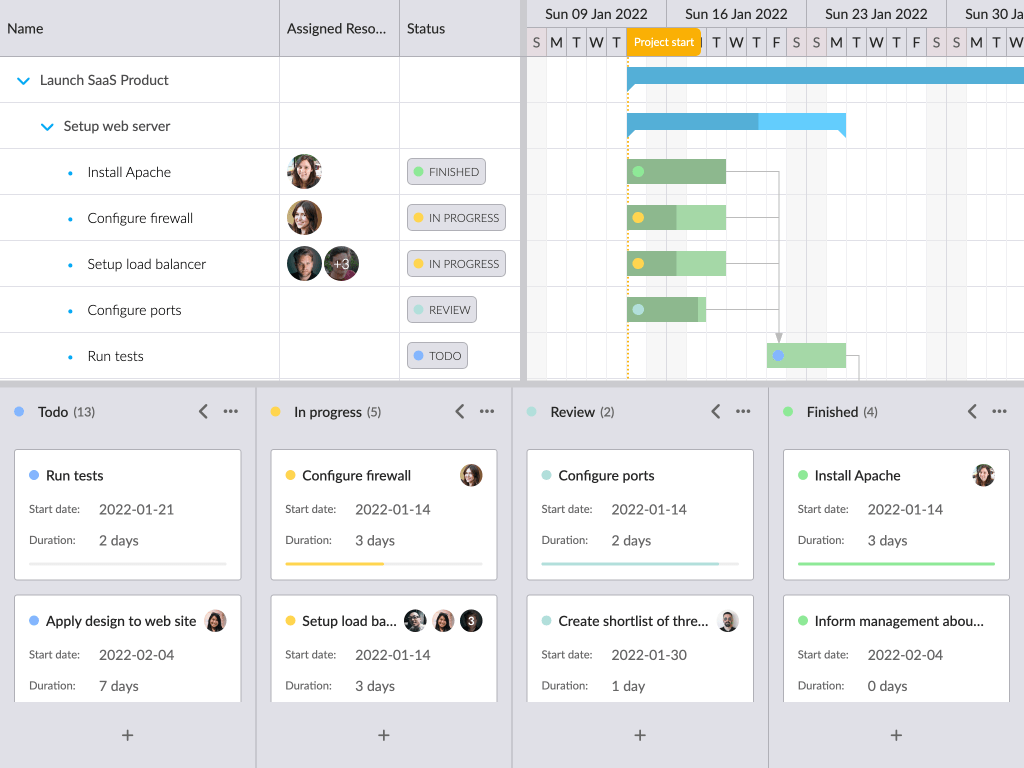 Name
Assigned Reso...
Status
Sun 09 Jan 2022
Sun 16 Jan 2022
Sun 23 Jan 2022
Sun 30 Ja
S M T W T Project start T W T F S S M T W T F S S M T W
Launch SaaS Product
Setup web server
Install Apache
FINISHED
Configure firewall
IN PROGRESS
Setup load balancer
+3
IN PROGRESS
Configure ports
REVIEW
Run tests
TODO
Todo (13)
In progress (5)
Review (2)
Finished (4)
Run tests
Start date: 2022-01-21
Duration: 2 days
Configure firewall
Start date: 2022-01-14
Duration: 3 days
Configure ports
Start date: 2022-01-14
Duration: 2 days
Install Apache
Start date: 2022-01-14
Duration: 3 days
Apply design to web site
Start date: 2022-02-04
Duration: 7 days
Setup load ba...
3
Start date: 2022-01-14
Duration: 3 days
Create shortlist of thre...
Start date: 2022-01-30
Duration: 1 day
Inform management abou...
Start date: 2022-02-04
Duration: 0 days